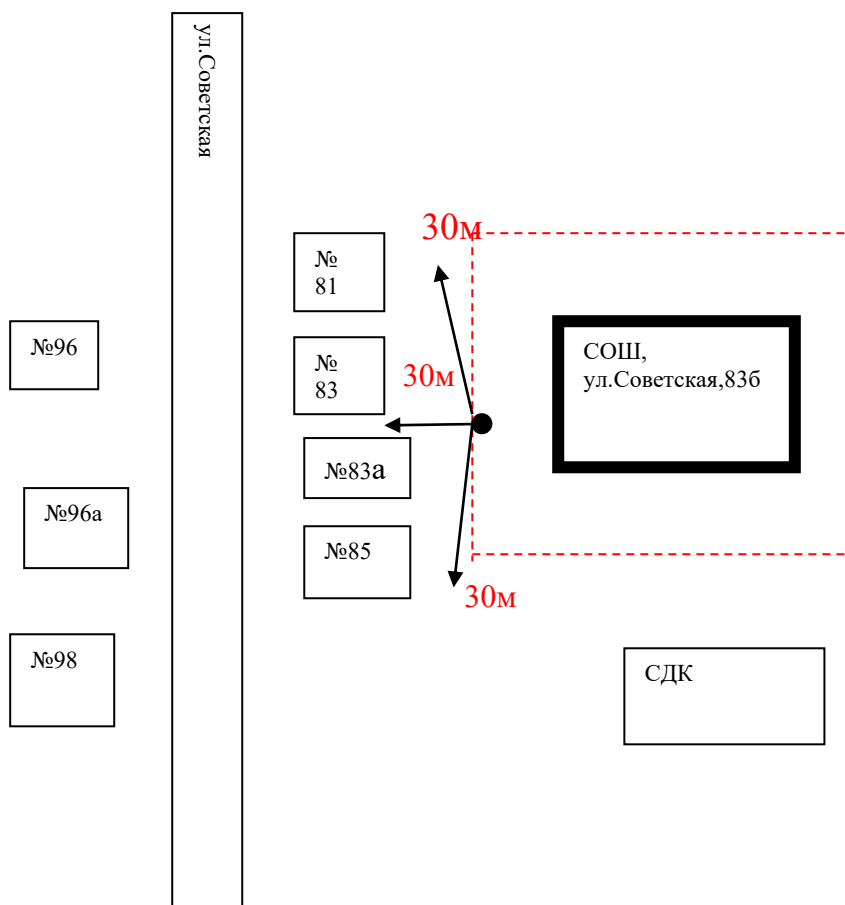 ул.Советская
30м
№
81
№96
СОШ,
ул.Советская,83б
№
83
30м
№83а
№96а
№85
30м
№98
СДК